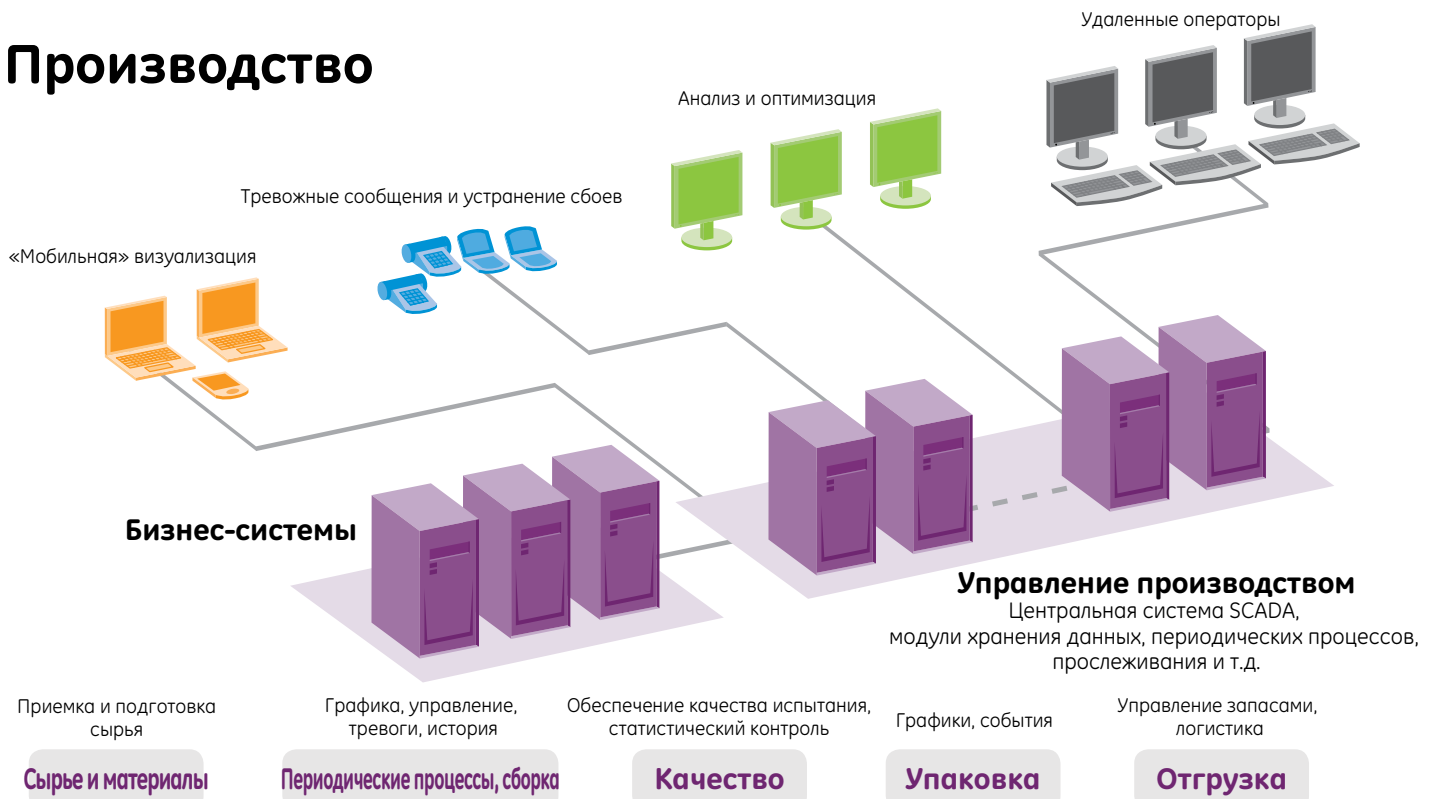 Производство
Удаленные операторы
Анализ и оптимизация
Тревожные сообщения и устранение сбоев
«Мобильная» визуализация
Бизнес-системы
Управление производством
Центральная система SCADA,
модули хранения данных, периодических процессов,
прослеживания и т.д.
Приемка и подготовка
сырья
Сырье и материалы
Графика, управление,
тревоги, история
Периодические процессы, сборка
Обеспечение качества испытания,
статистический контроль
Качество
Графики, события
Упаковка
Управление запасами,
логистика
Отгрузка